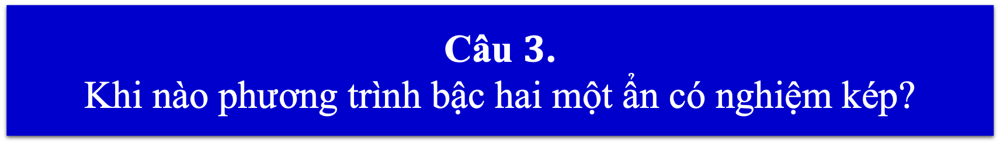 Câu 3.
Khi nào phương trình bậc hai một ẩn có nghiệm kép?